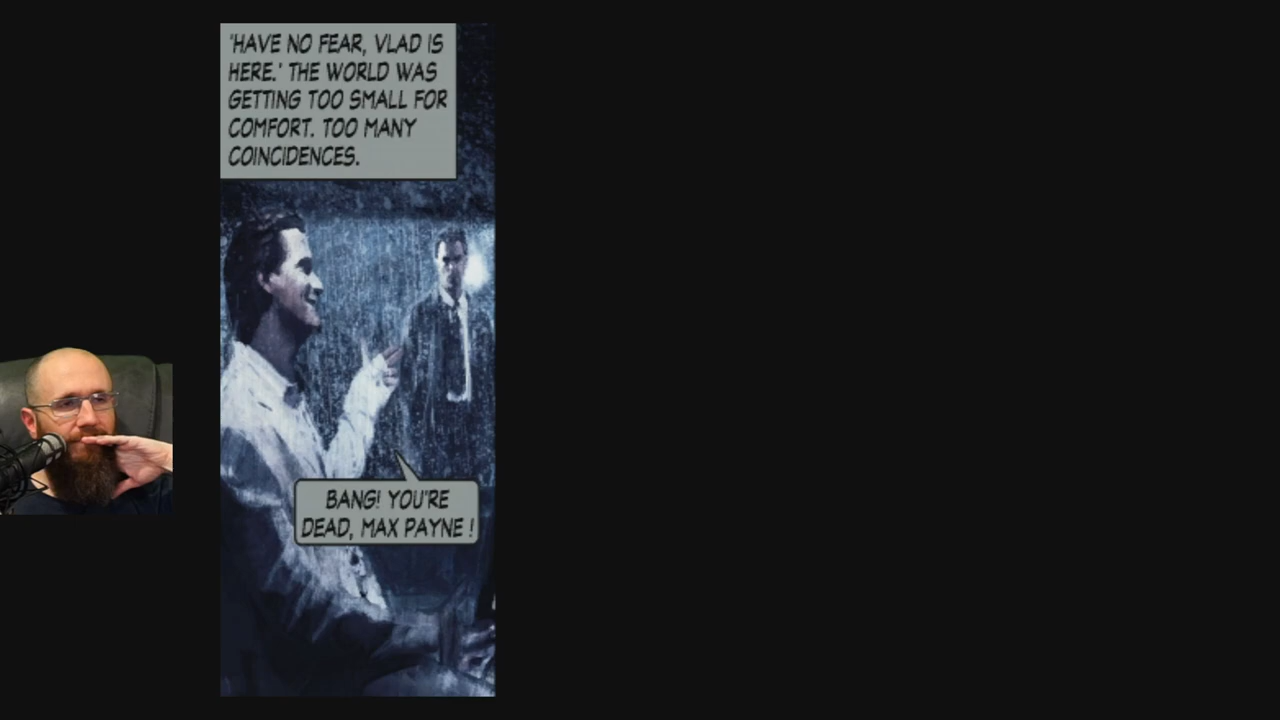 'HAVE NO FEAR, VLAD IS
HERE.' THE WORLD WAS
GETTING TOO SMALL FOR
COMFORT. TOO MANY
COINCIDENCES.
BANG! YOU'RE
DEAD, MAX PAYNE !